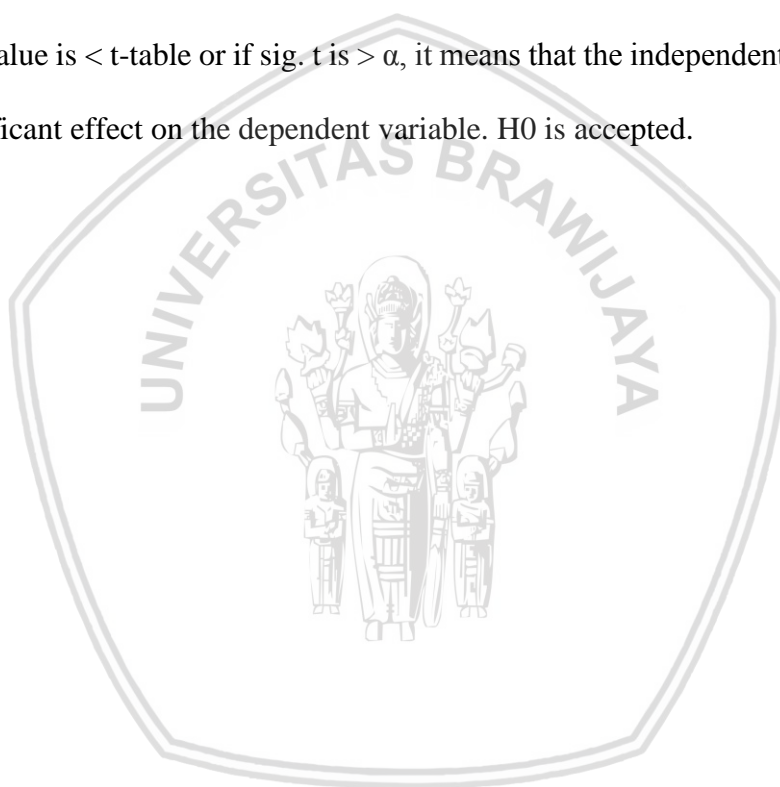 alue is < t-table or if sig. t is > α, it means that the independent
ficant effect on the dependent variable. H0 is accepted.
UNIVERSITAS BRAWIJAYA